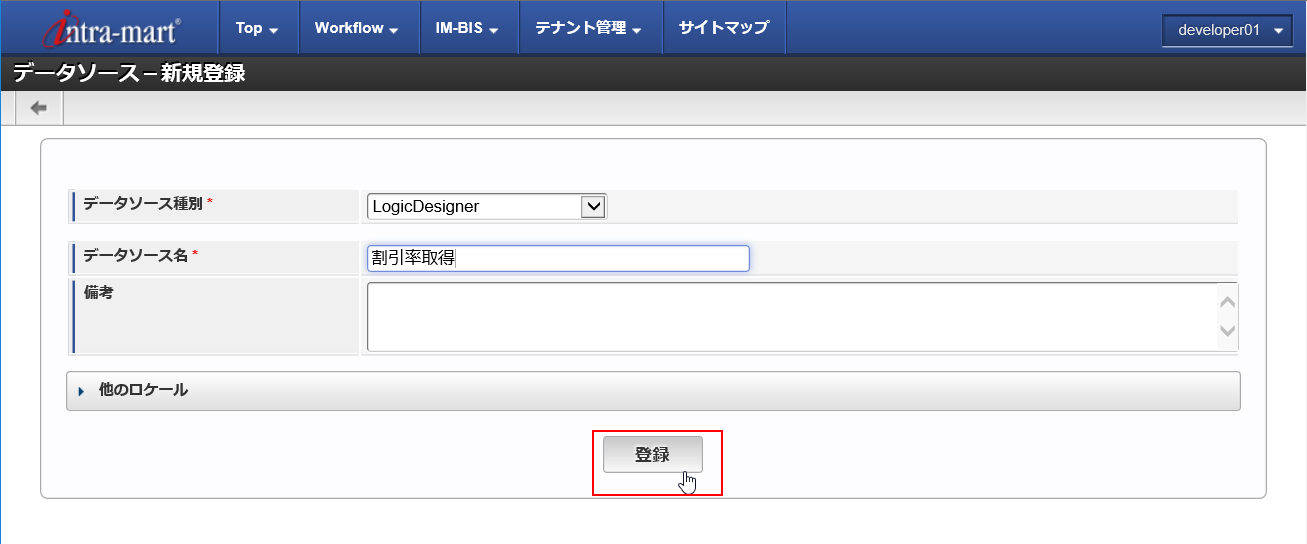 intra-mart® Top Workflow IM-BIS テナント管理 サイトマップ developer01
データソース－新規登録
データソース種別 * LogicDesigner
データソース名 * 割引率取得
備考
他のロケール
登録